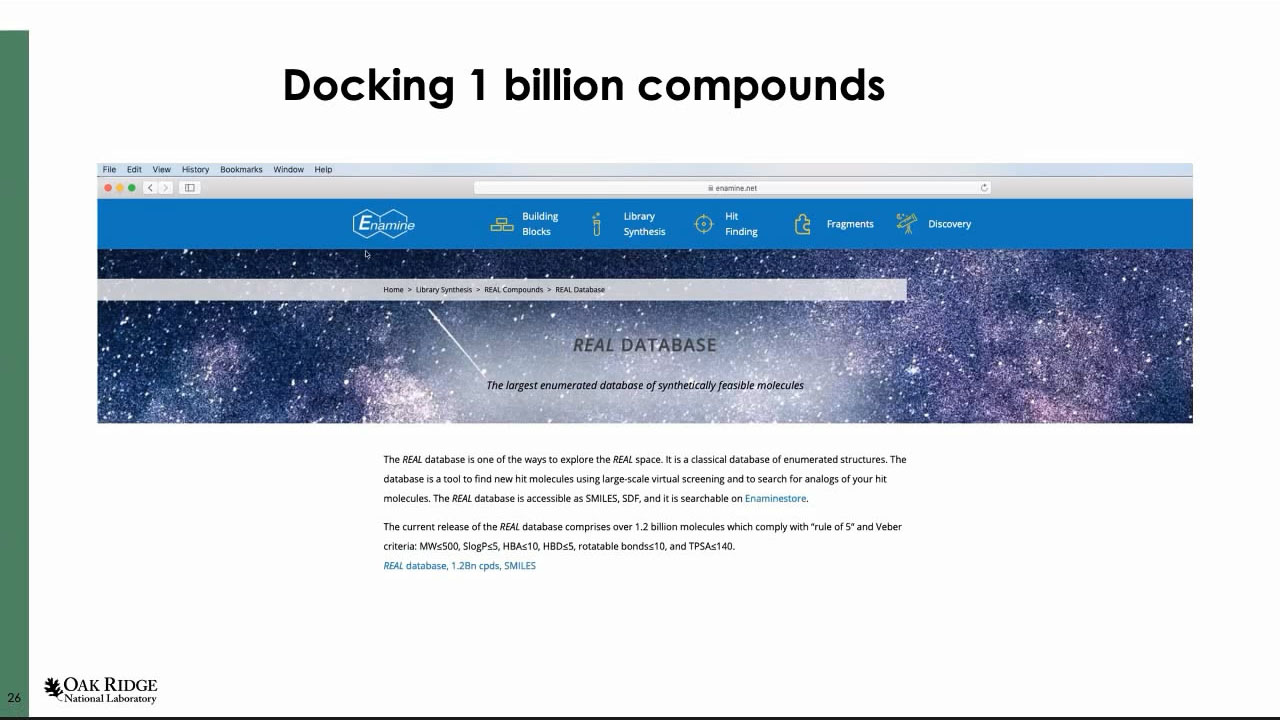 Docking 1 billion compounds
File Edit View History Bookmarks Window Help
enamine.net
Enamine
Building Blocks
Library Synthesis
Hit Finding
Fragments
Discovery
Home > Library Synthesis > REAL Compounds > REAL Database
REAL DATABASE
The largest enumerated database of synthetically feasible molecules
The REAL database is one of the ways to explore the REAL space. It is a classical database of enumerated structures. The
database is a tool to find new hit molecules using large-scale virtual screening and to search for analogs of your hit
molecules. The REAL database is accessible as SMILES, SDF, and it is searchable on Enaminestore.
The current release of the REAL database comprises over 1.2 billion molecules which comply with "rule of 5" and Veber
criteria: MW≤500, SlogP≤5, HBA≤10, HBD≤5, rotatable bonds≤10, and TPSA≤140.
REAL database, 1.2Bn cpds, SMILES
26
OAK RIDGE
National Laboratory